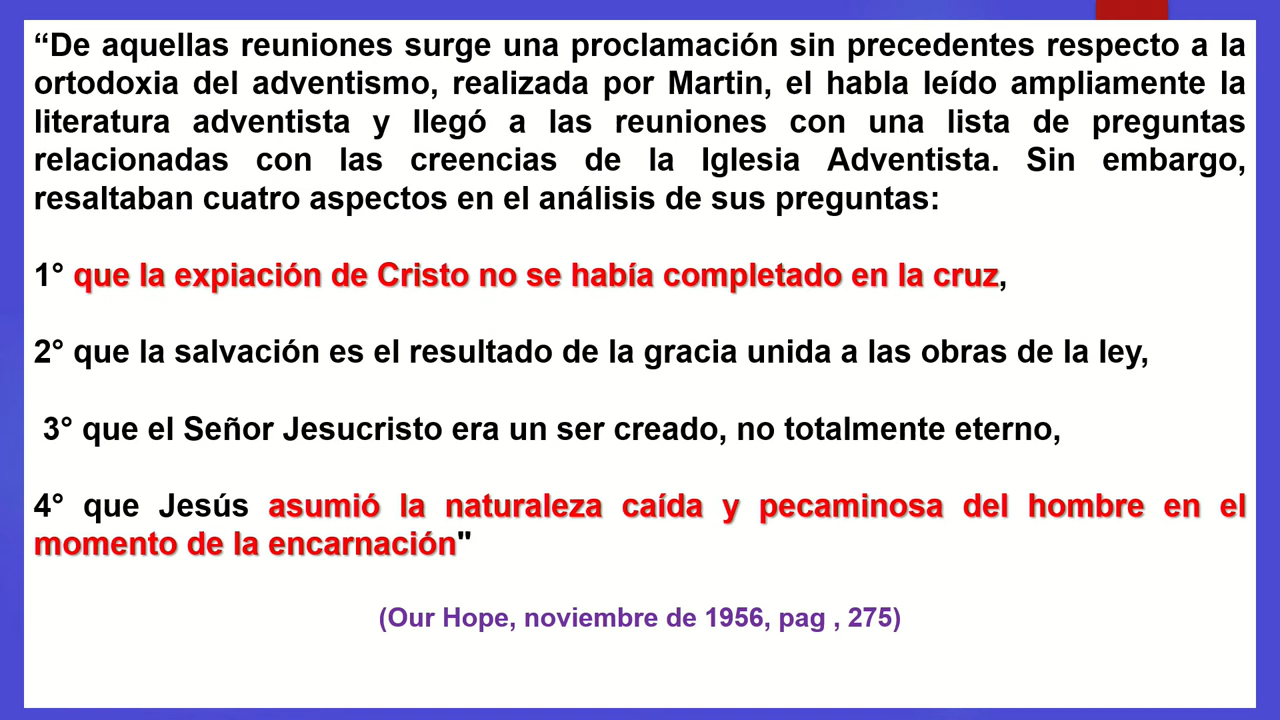 “De aquellas reuniones surge una proclamación sin precedentes respecto a la
ortodoxia del adventismo, realizada por Martin, el habla leído ampliamente la
literatura adventista y llegó a las reuniones con una lista de preguntas
relacionadas con las creencias de la Iglesia Adventista. Sin embargo,
resaltaban cuatro aspectos en el análisis de sus preguntas:
1° que la expiación de Cristo no se había completado en la cruz,
2° que la salvación es el resultado de la gracia unida a las obras de la ley,
3° que el Señor Jesucristo era un ser creado, no totalmente eterno,
4° que Jesús asumió la naturaleza caída y pecaminosa del hombre en el
momento de la encarnación"
(Our Hope, noviembre de 1956, pag , 275)